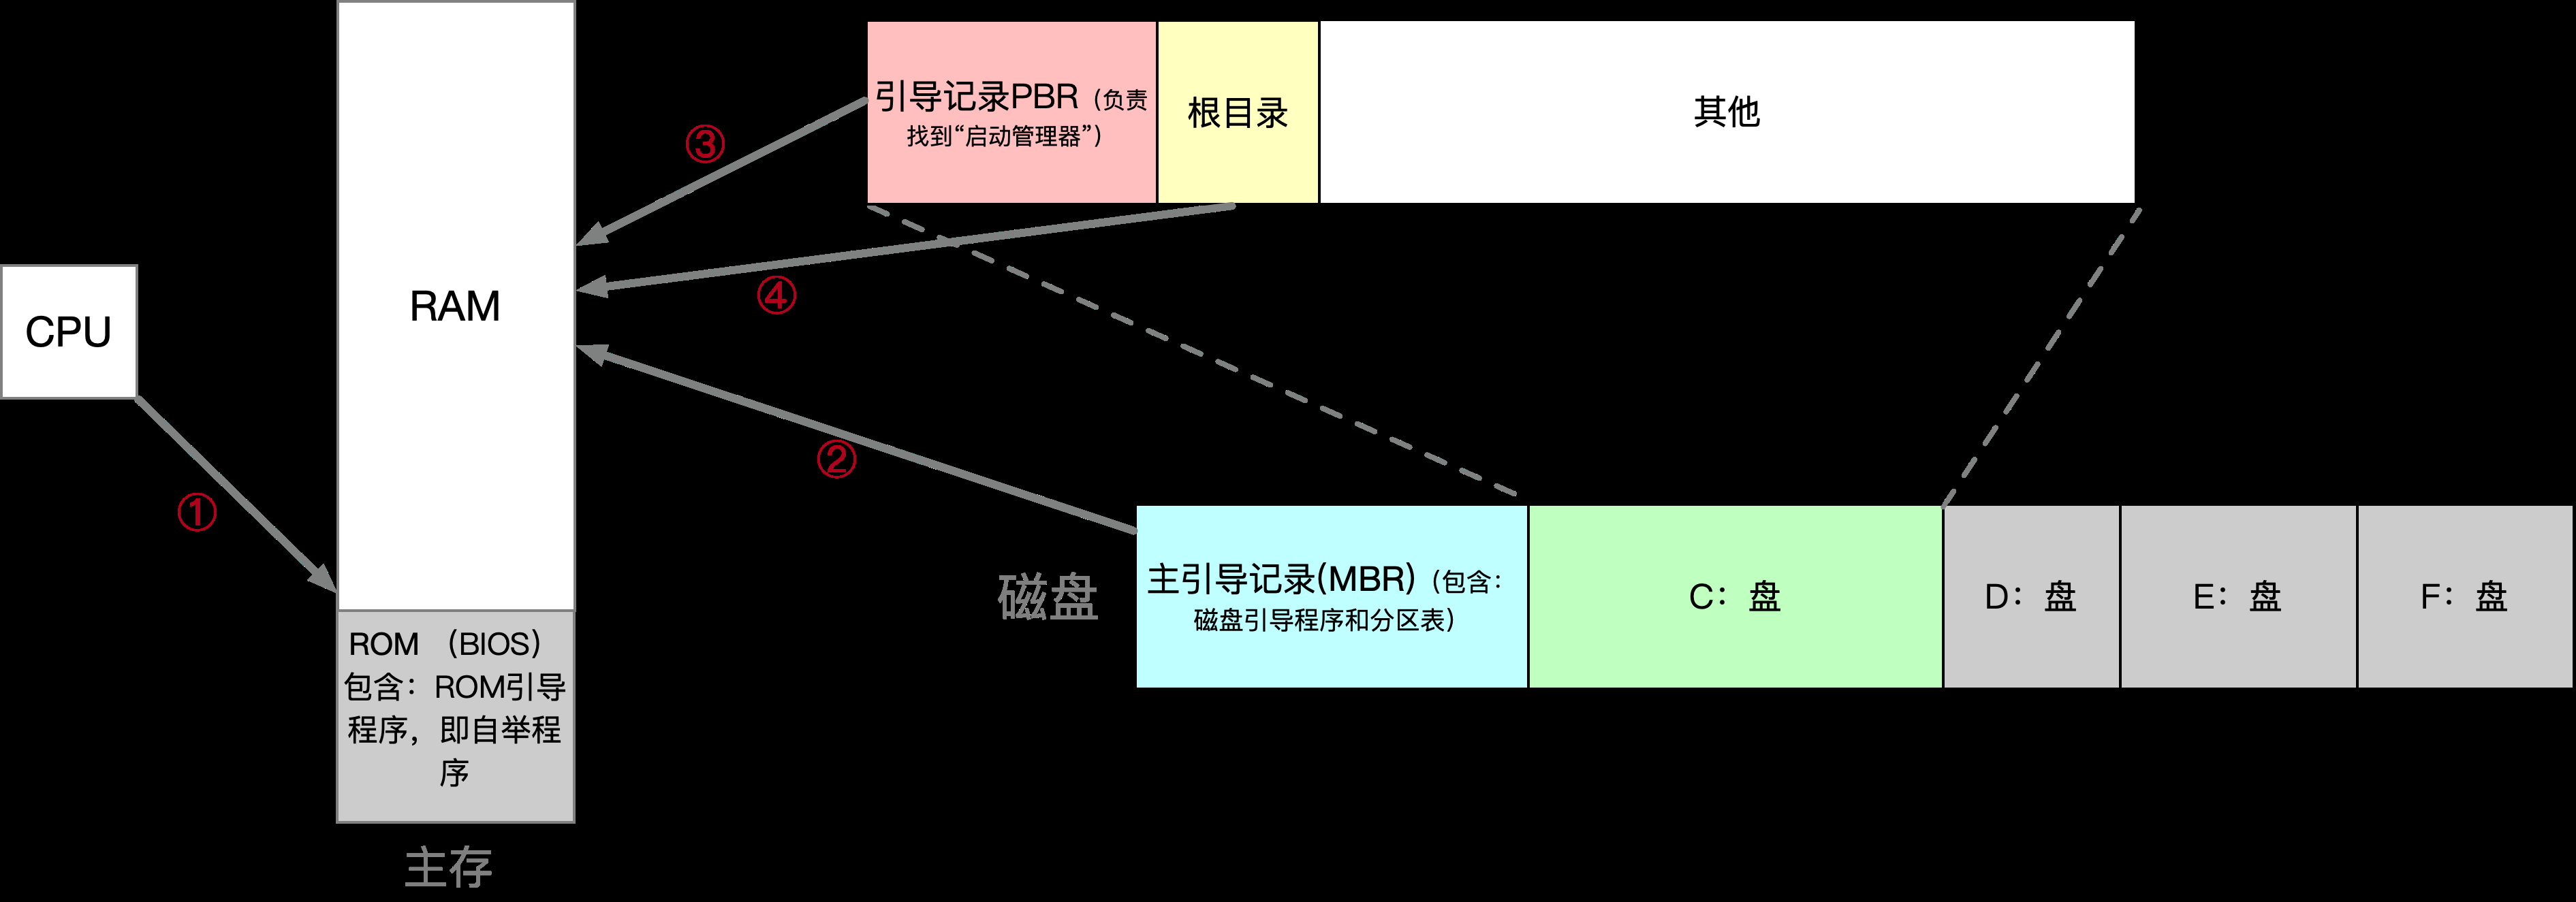 引导记录PBR（负责
找到“启动管理器”）
根目录
其他
③
④
RAM
CPU
②
①
磁盘
主引导记录(MBR)（包含：
磁盘引导程序和分区表）
C：盘
D：盘
E：盘
F：盘
ROM （BIOS）
包含：ROM引导
程序，即自举程
序
主存